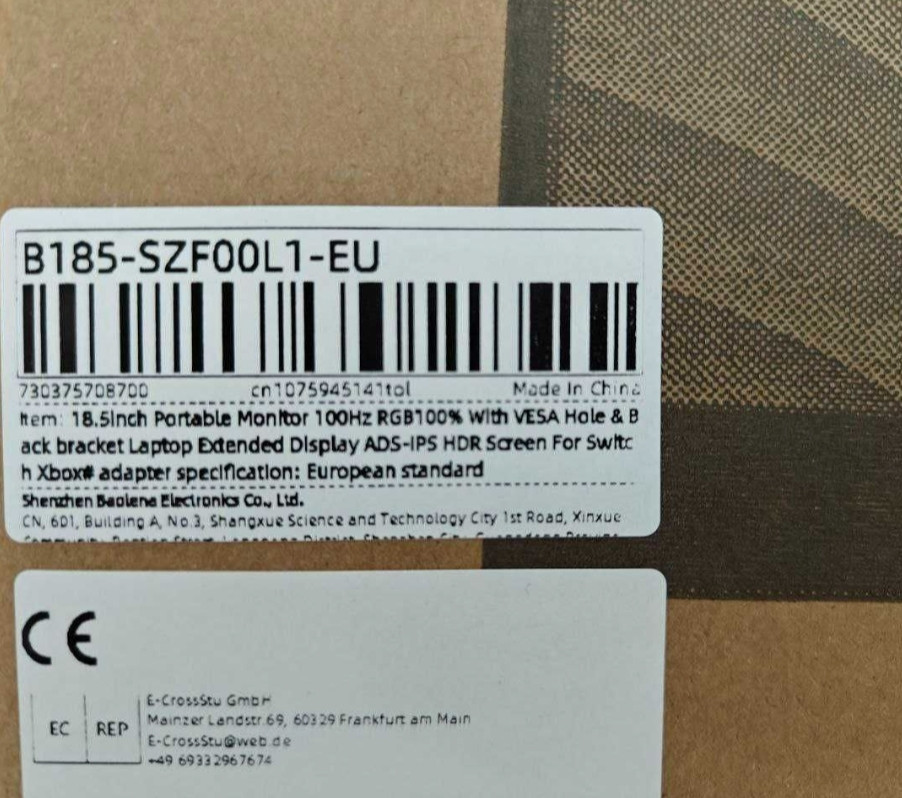 B185-SZF00L1-EU
730375708700 cn1075945141tol Made In China
Item: 18.5inch Portable Monitor 100Hz RGB100% With VESA Hole & B
ack bracket Laptop Extended Display ADS-IPS HDR Screen For Switc
h Xbox# adapter specification: European standard
Shenzhen Baolena Electronics Co., Ltd.
CN, 601, Building A, No.3, Shangxue Science and Technology City 1st Road, Xinxue
CE
EC REP
E-CrossStu GmbH
Mainzer Landstr.69, 60329 Frankfurt am Main
E-CrossStu@web.de
+49 69332967674